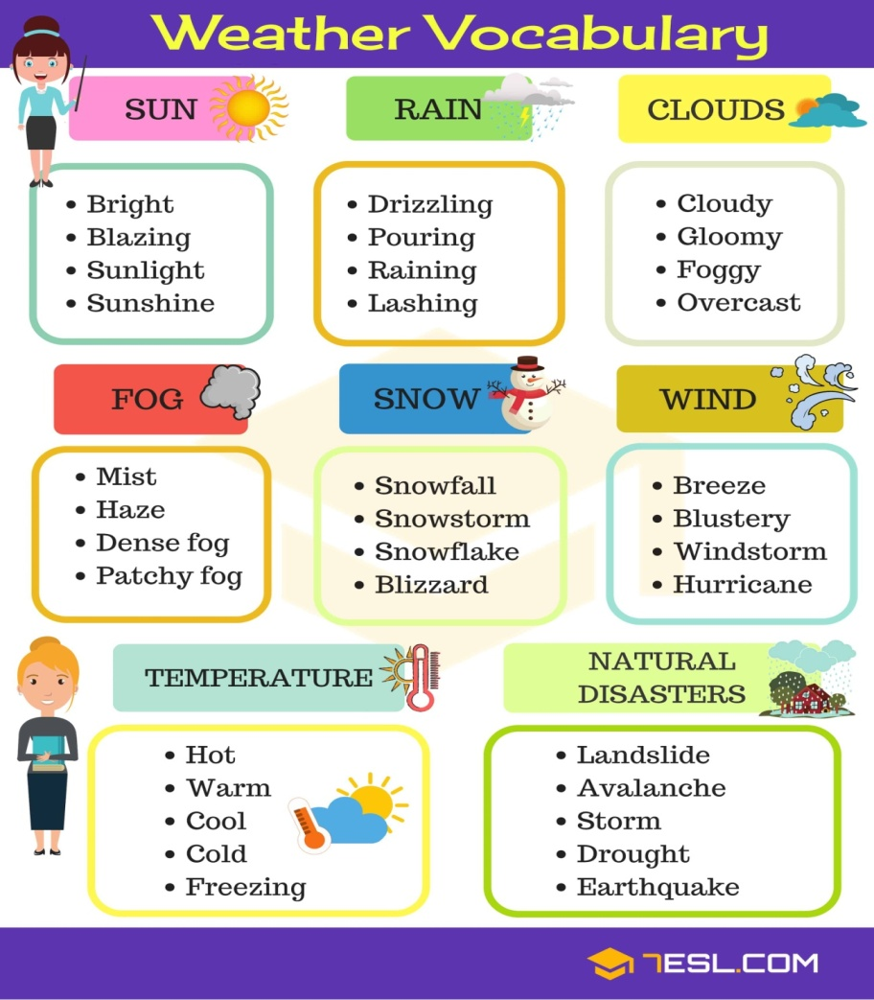 Weather Vocabulary
SUN
RAIN
CLOUDS
Bright
Blazing
Sunlight
Sunshine
Drizzling
Pouring
Raining
Lashing
Cloudy
Gloomy
Foggy
Overcast
FOG
SNOW
WIND
Mist
Haze
Dense fog
Patchy fog
Snowfall
Snowstorm
Snowflake
Blizzard
Breeze
Blustery
Windstorm
Hurricane
TEMPERATURE
NATURAL
DISASTERS
Hot
Warm
Cool
Cold
Freezing
Landslide
Avalanche
Storm
Drought
Earthquake
7ESL.COM